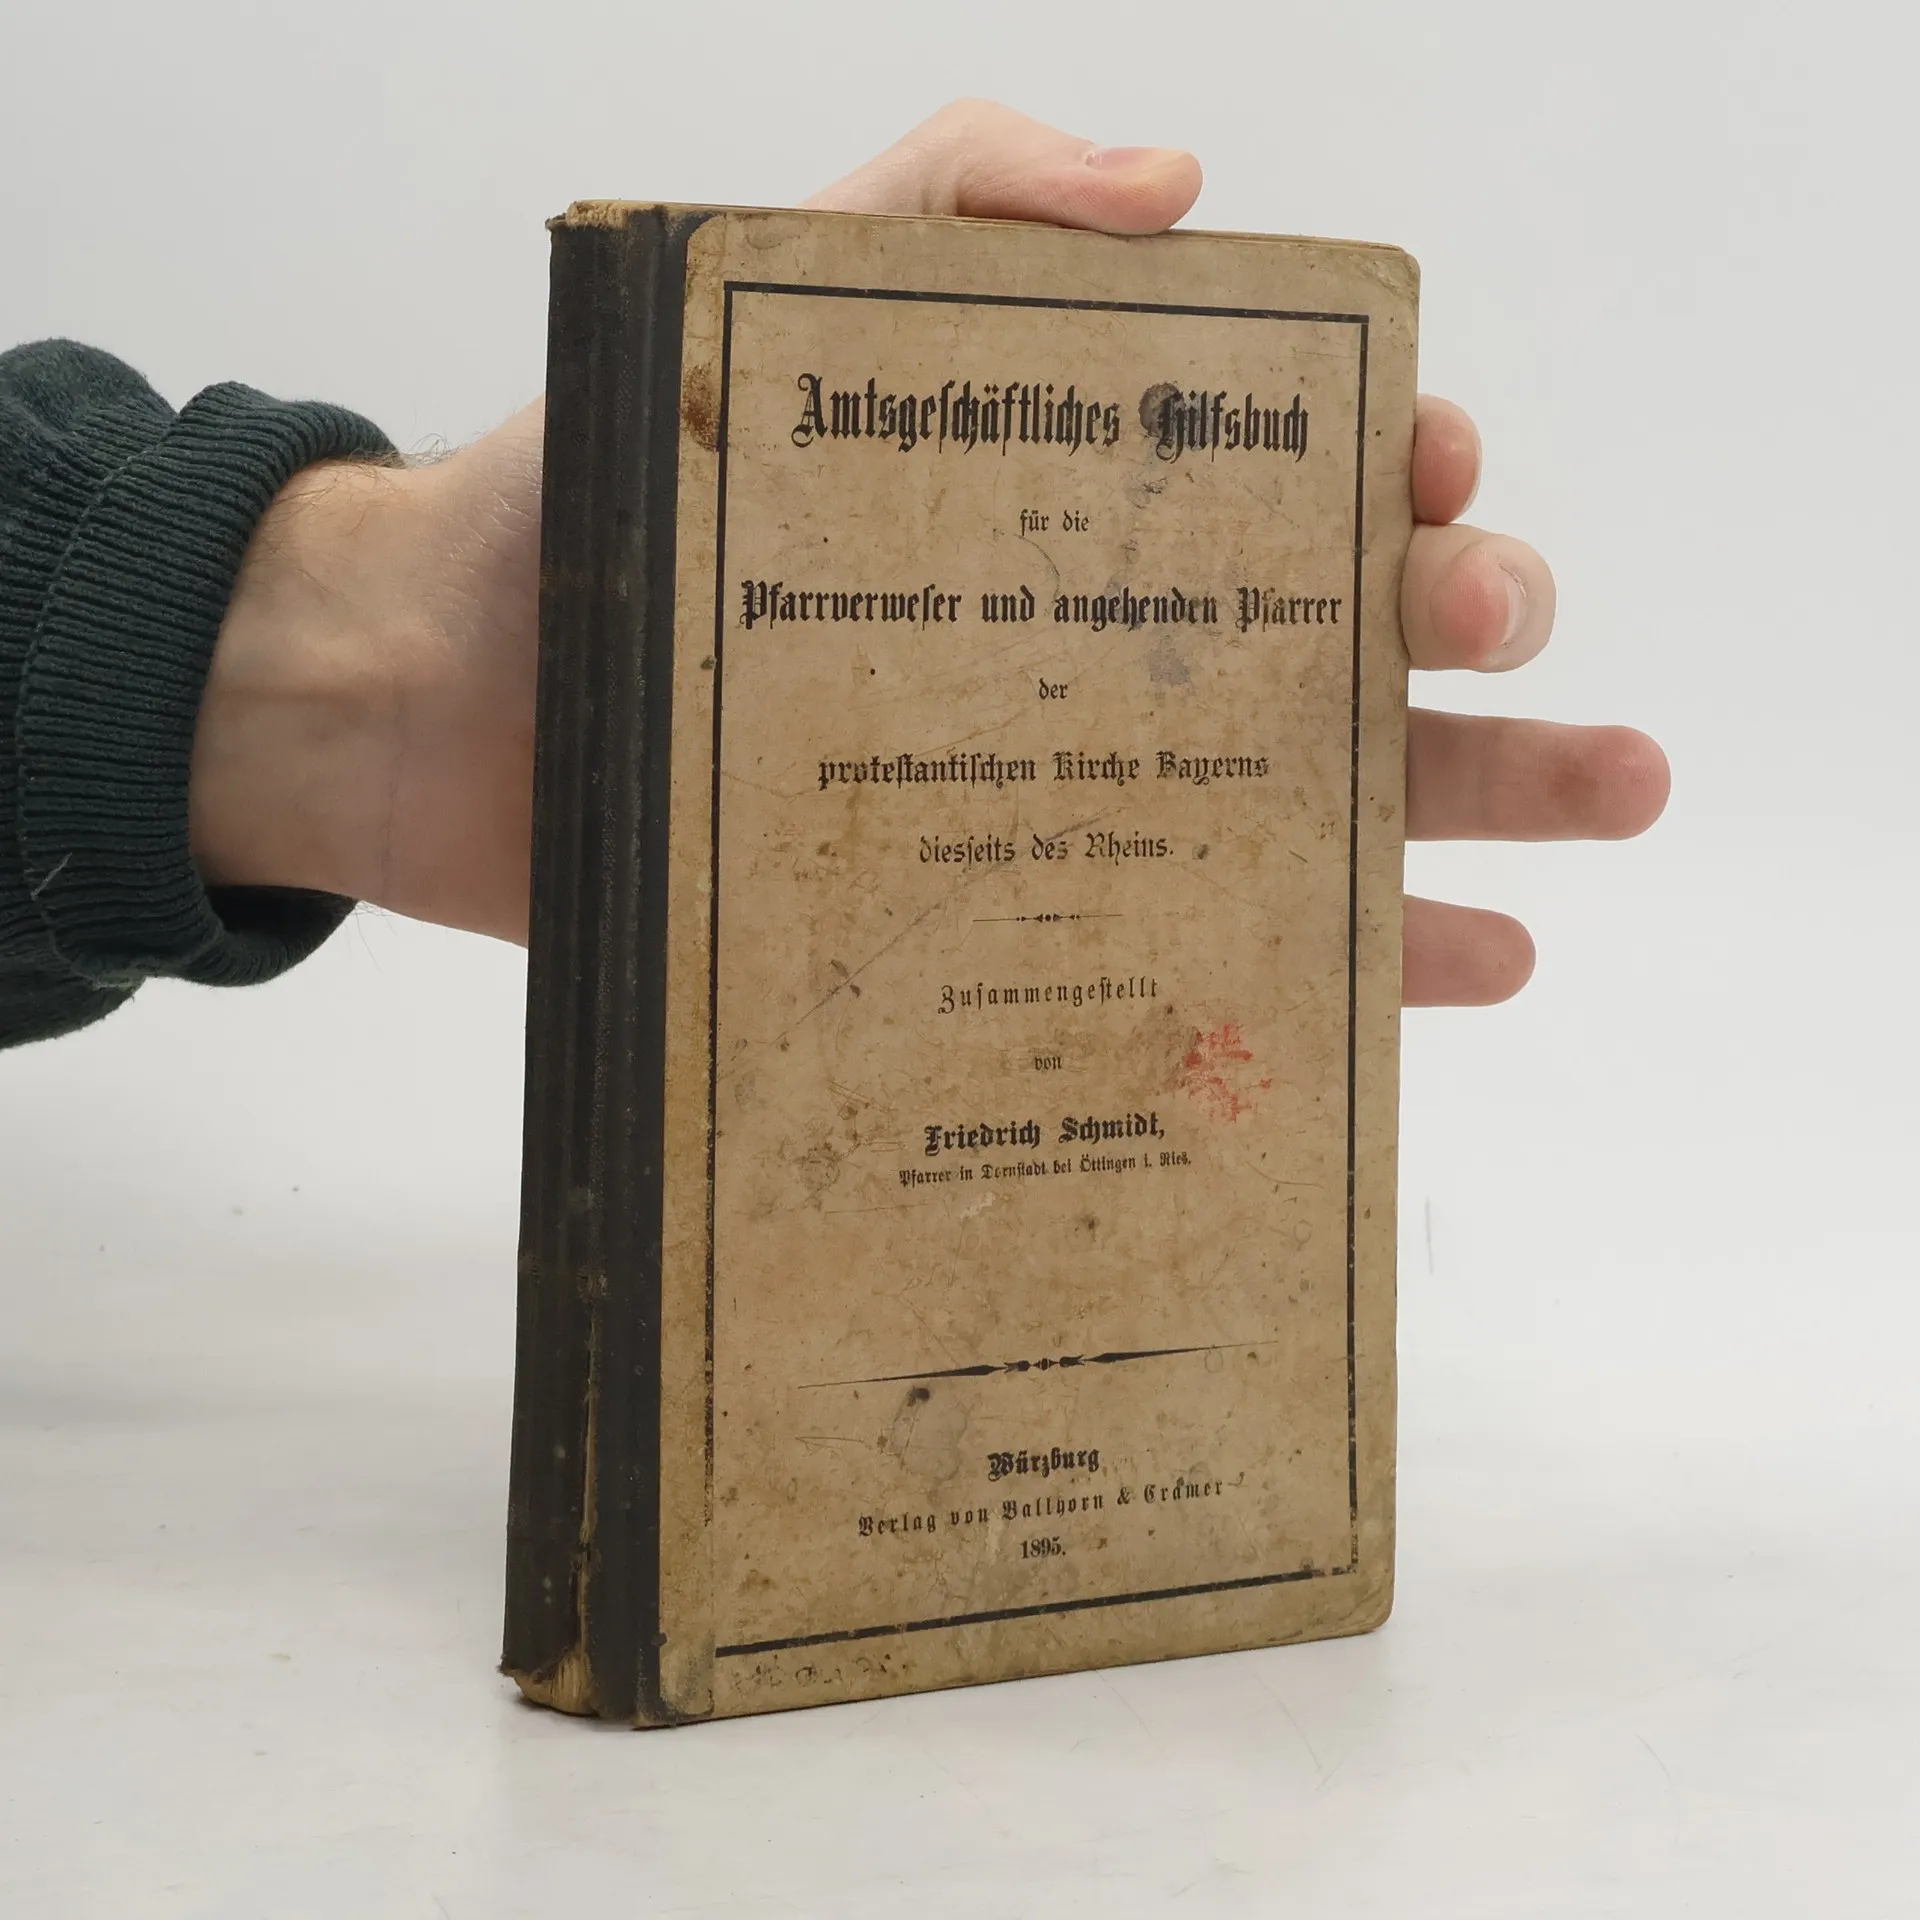 Amtsgeſchäftliches Hilfsbuch
für die
Pfarrverweſer und angehenden Pfarrer
der
proteſtantiſchen Kirche Bayerns
diesſeits des Rheins.
Zuſammengeſtellt
von
Friedrich Schmidt,
Pfarrer in Dornſtadt bei Öttingen i. Ries.
Würzburg
Verlag von Ballhorn & Cramer
1895.